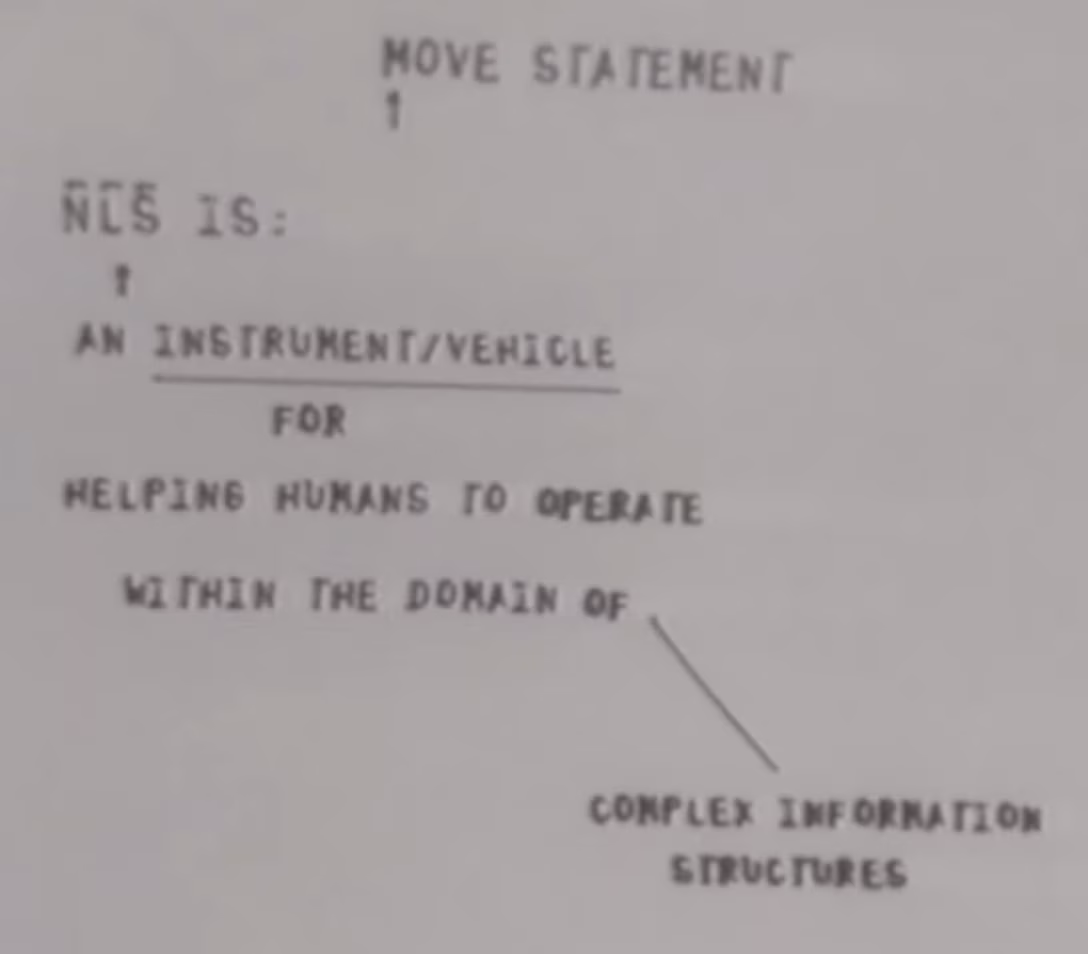 MOVE STATEMENT
↑
NLS IS:
↑
AN INSTRUMENT/VEHICLE
FOR
HELPING HUMANS TO OPERATE
WITHIN THE DOMAIN OF
COMPLEX INFORMATION
STRUCTURES